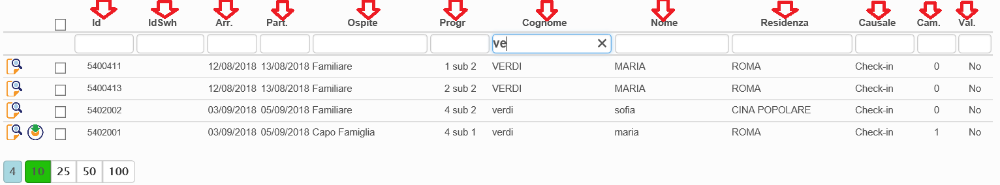 Id IdSwh Arr. Part. Ospite Progr Cognome Nome Residenza Causale Cam. Val.
ve
5400411 12/08/2018 13/08/2018 Familiare 1 sub 2 VERDI MARIA ROMA Check-in 0 No
5400413 12/08/2018 13/08/2018 Familiare 2 sub 2 VERDI MARIA ROMA Check-in 0 No
5402002 03/09/2018 05/09/2018 Familiare 4 sub 2 verdi sofia CINA POPOLARE Check-in 0 No
5402001 03/09/2018 05/09/2018 Capo Famiglia 4 sub 1 verdi maria ROMA Check-in 1 No
4 10 25 50 100